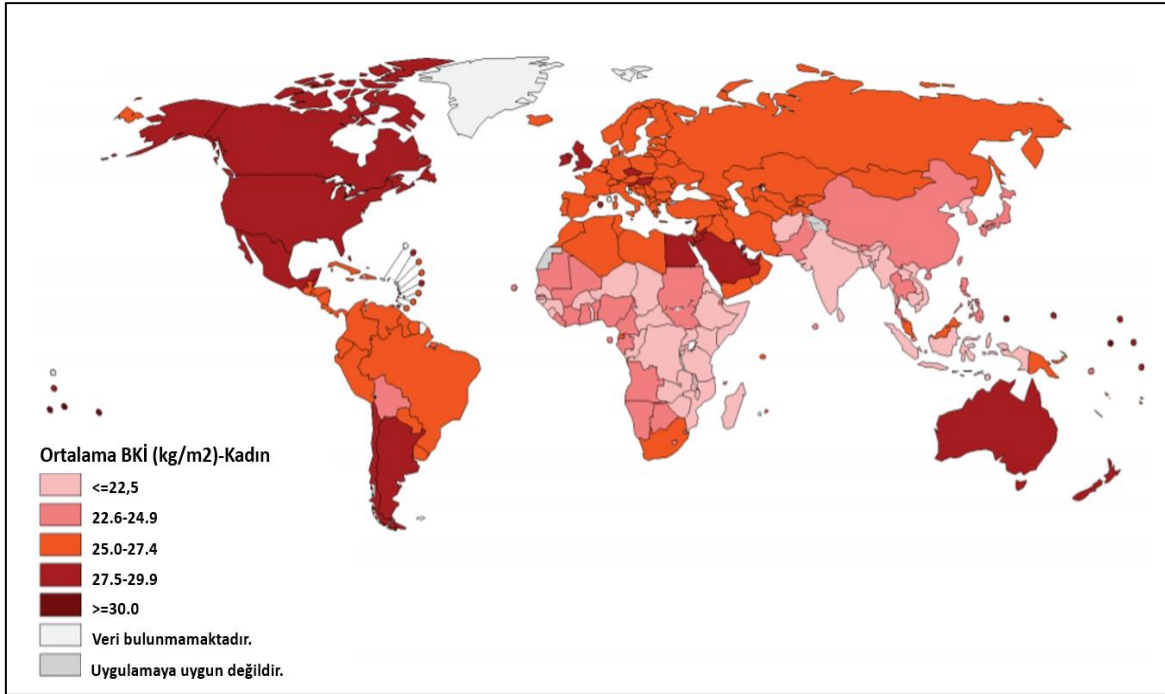 Ortalama BKİ (kg/m2)-Kadın
<=22,5
22.6-24.9
25.0-27.4
27.5-29.9
>=30.0
Veri bulunmamaktadır.
Uygulamaya uygun değildir.